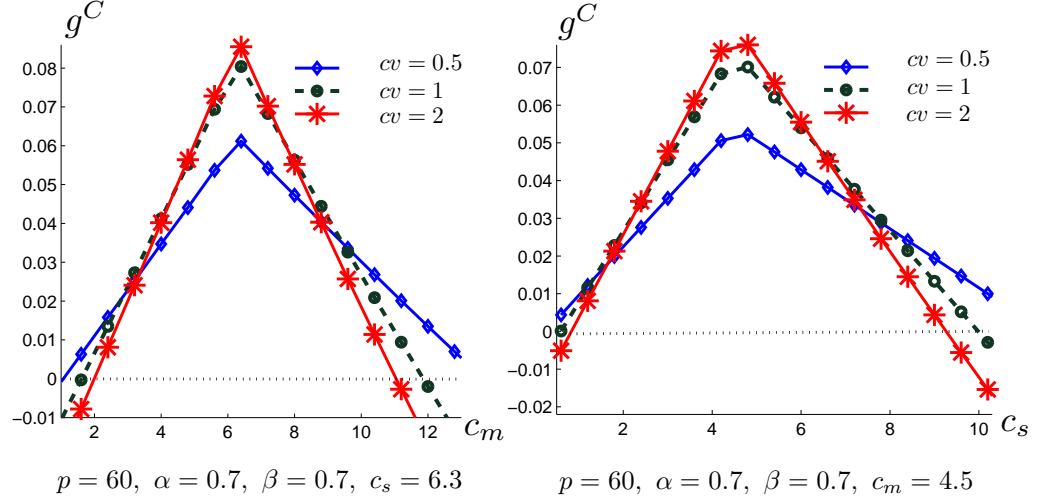 g^C
cv = 0.5
cv = 1
cv = 2
0.08
0.07
0.06
0.05
0.04
0.03
0.02
0.01
0
−0.01
2 4 6 8 10 12 c_m
p = 60, α = 0.7, β = 0.7, c_s = 6.3
g^C
cv = 0.5
cv = 1
cv = 2
0.07
0.06
0.05
0.04
0.03
0.02
0.01
0
−0.01
−0.02
2 4 6 8 10 c_s
p = 60, α = 0.7, β = 0.7, c_m = 4.5